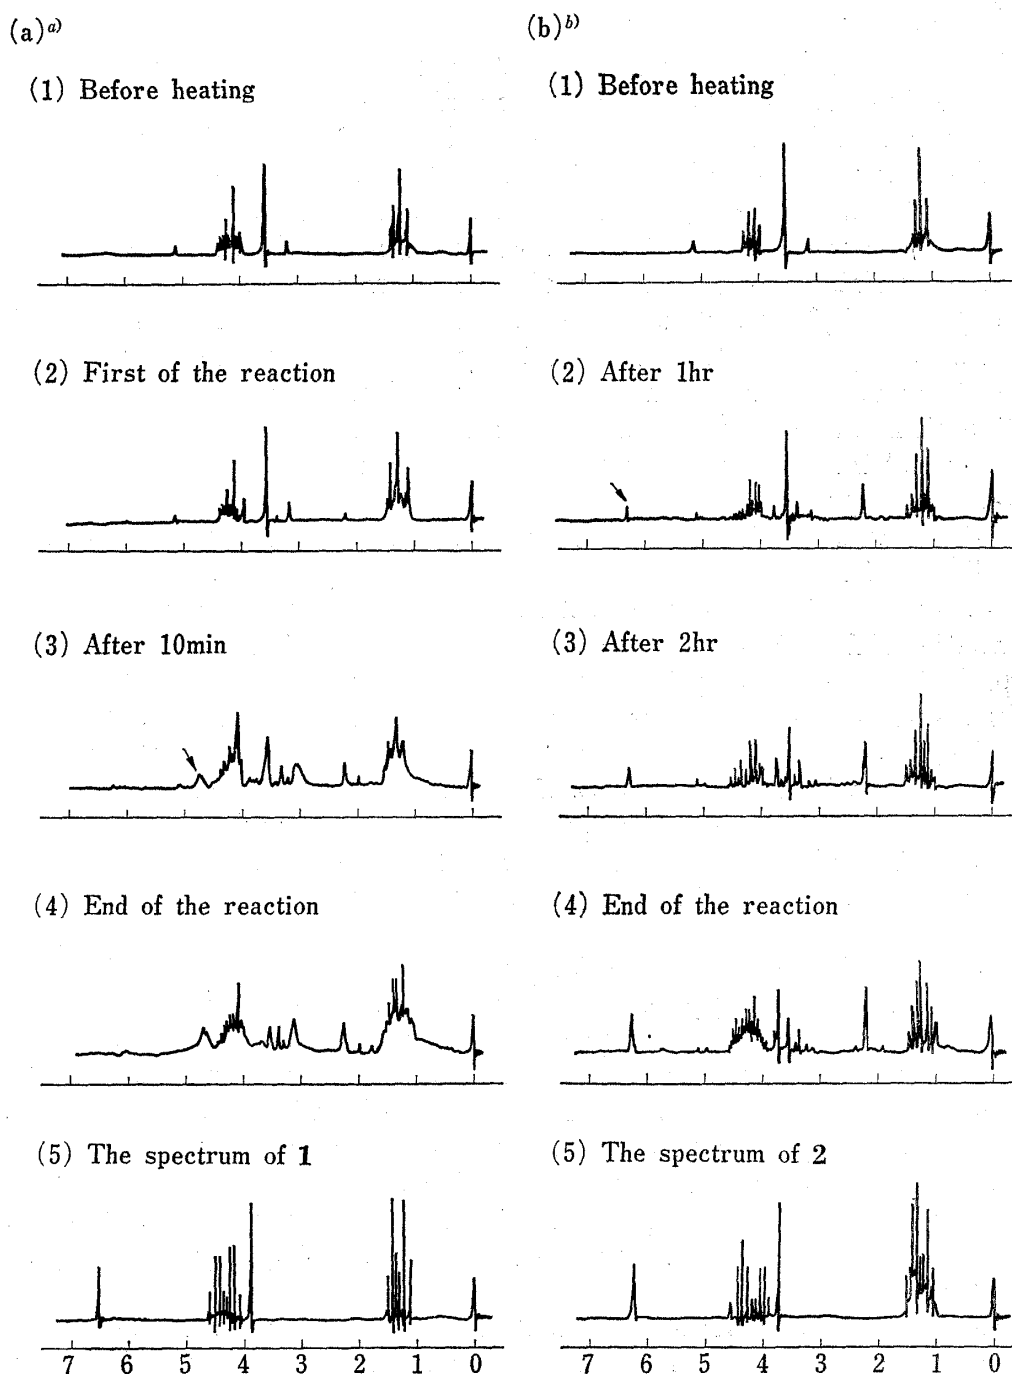 (a)a)
(1) Before heating
(2) First of the reaction
(3) After 10min
(4) End of the reaction
(5) The spectrum of 1
7 6 5 4 3 2 1 0
(b)b)
(1) Before heating
(2) After 1hr
(3) After 2hr
(4) End of the reaction
(5) The spectrum of 2
7 6 5 4 3 2 1 0